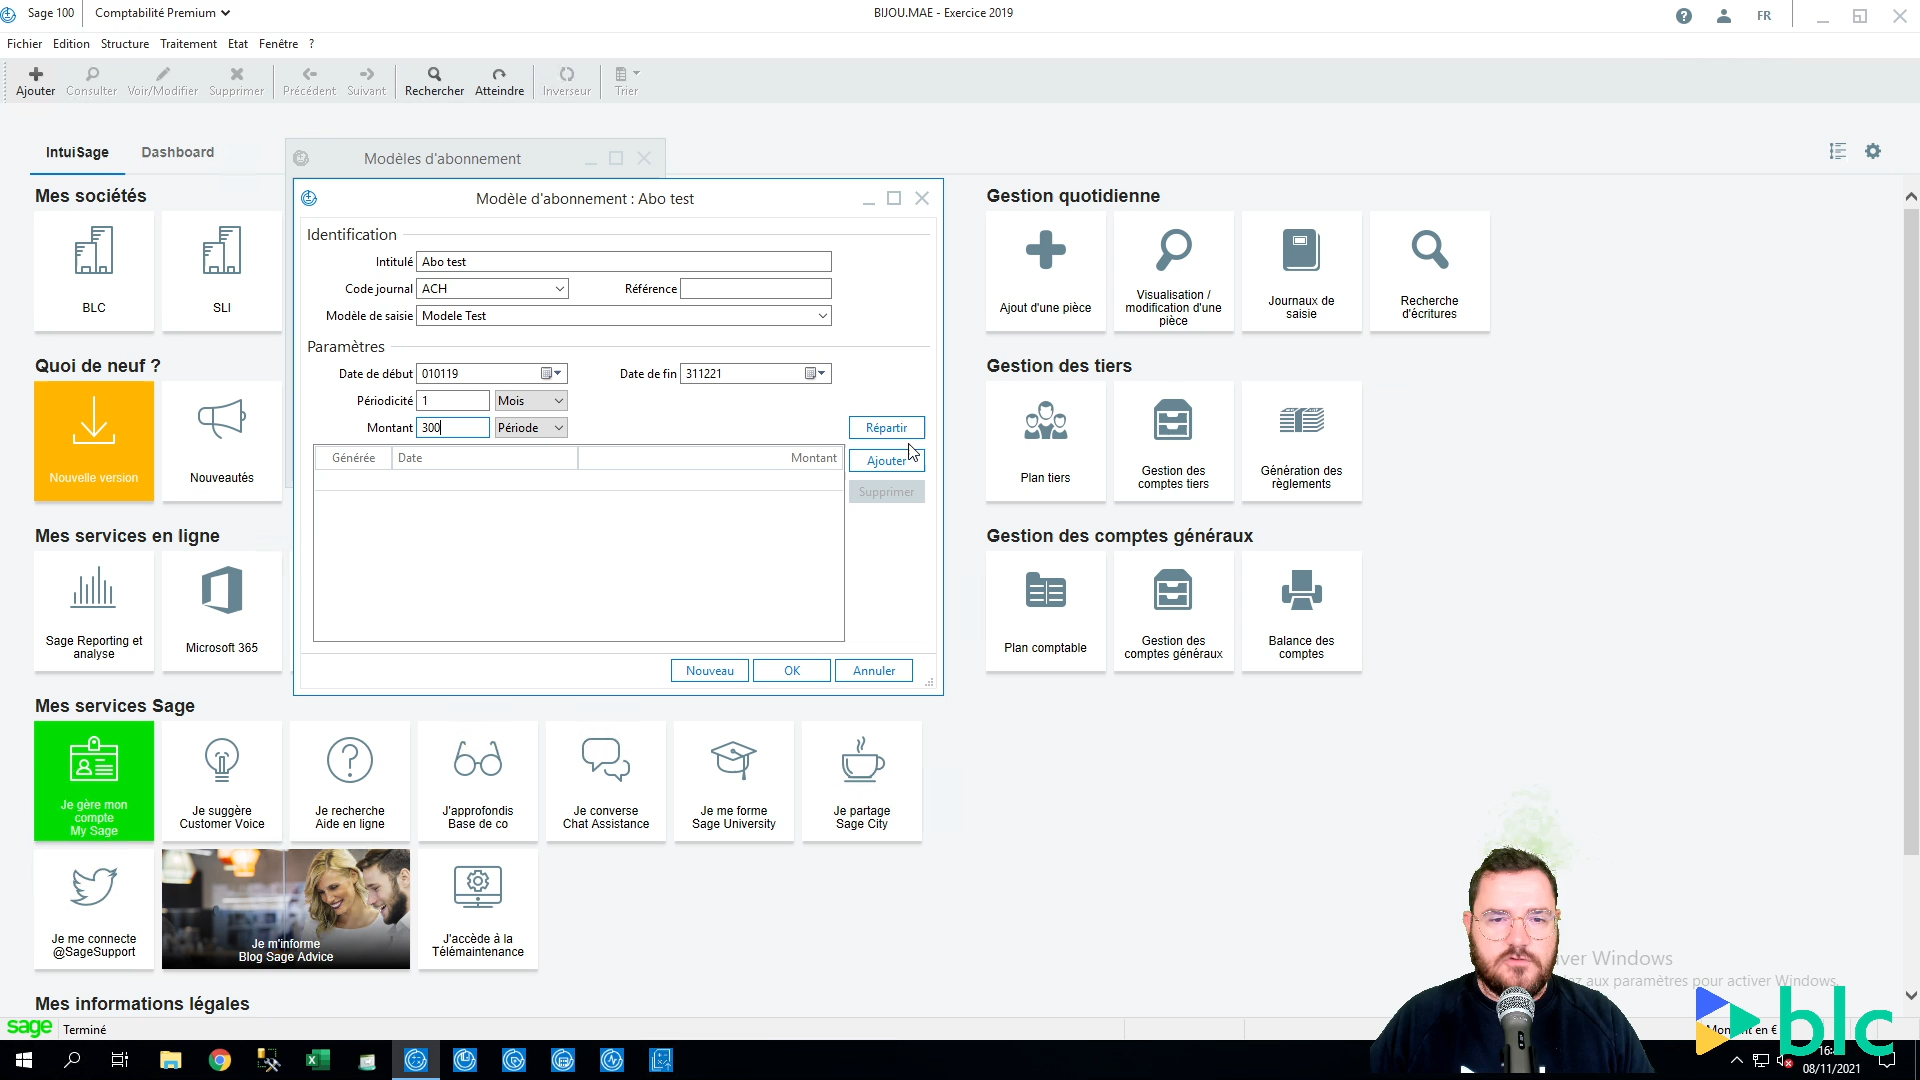 Sage 100 Comptabilité Premium BIJOU.MAE - Exercice 2019 FR
Fichier Edition Structure Traitement Etat Fenêtre ?
Ajouter Consulter Voir/Modifier Supprimer Précédent Suivant Rechercher Atteindre Inverseur Trier
IntuiSage Dashboard
Modèles d'abonnement
Modèle d'abonnement : Abo test
Identification
Intitulé Abo test
Code journal ACH Référence
Modèle de saisie Modele Test
Paramètres
Date de début 010119 Date de fin 311221
Périodicité 1 Mois
Montant 300 Période
Répartir
Générée Date Montant
Ajouter
Supprimer
Nouveau OK Annuler
Mes sociétés
BLC
SLI
Quoi de neuf ?
Nouvelle version
Nouveautés
Mes services en ligne
Sage Reporting et
analyse
Microsoft 365
Gestion quotidienne
Ajout d'une pièce
Visualisation /
modification d'une
pièce
Journaux de
saisie
Recherche
d'écritures
Gestion des tiers
Plan tiers
Gestion des
comptes tiers
Génération des
règlements
Gestion des comptes généraux
Plan comptable
Gestion des
comptes généraux
Balance des
comptes
Mes services Sage
Je gère mon
compte
My Sage
Je suggère
Customer Voice
Je recherche
Aide en ligne
J'approfondis
Base de co
Je converse
Chat Assistance
Je me forme
Sage University
Je partage
Sage City
Je me connecte
@SageSupport
Je m'informe
Blog Sage Advice
J'accède à la
Télémaintenance
Mes informations légales
Windows
aux paramètres pour activer Windows.
sage Terminé
en €
blc
08/11/2021